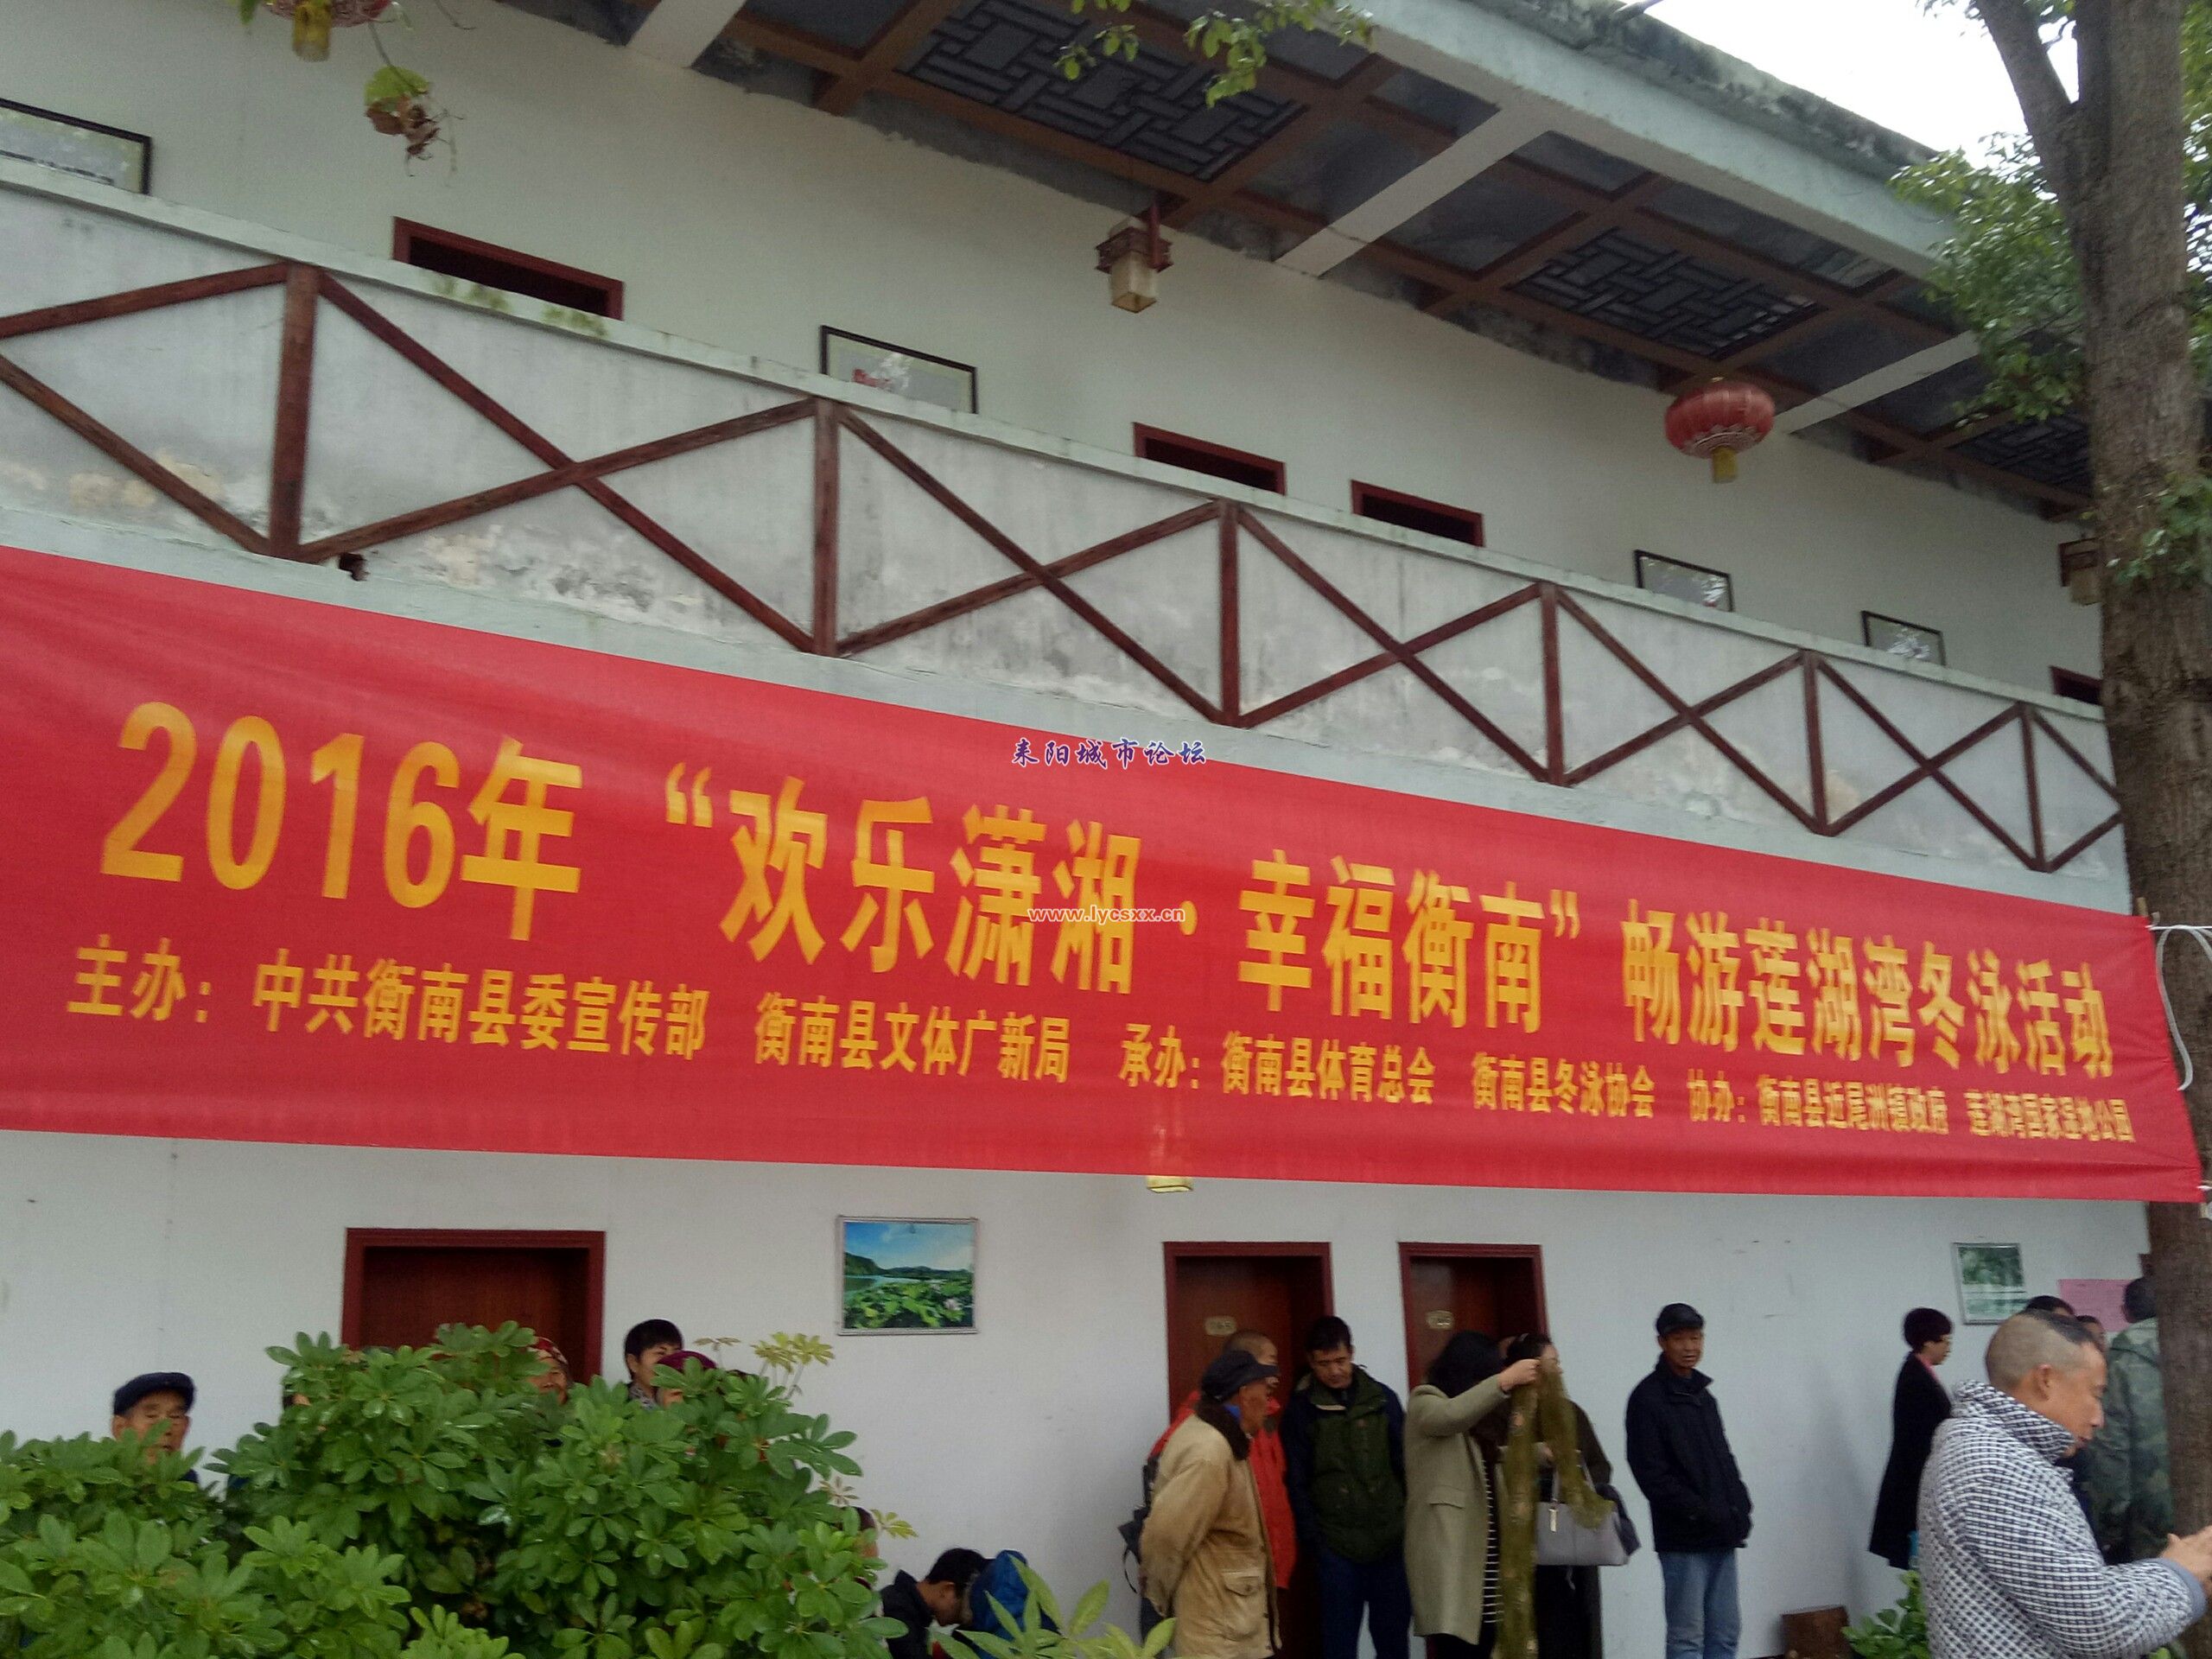 耒阳城市论坛
2016年 “欢乐潇湘·幸福衡南” 畅游莲湖湾冬泳活动
www.lycsxx.cn
主办：中共衡南县委宣传部 衡南县文体广新局 承办：衡南县体育总会 衡南县冬泳协会 协办：衡南县近尾洲镇政府 莲湖湾国家湿地公园